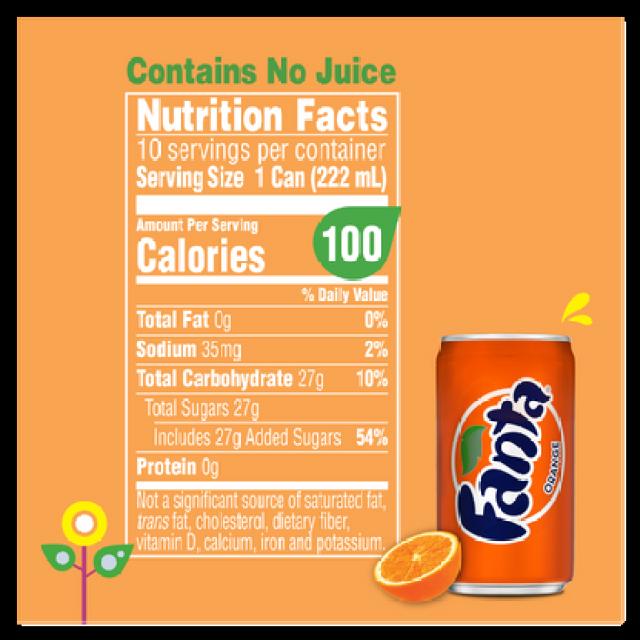 Contains No Juice
Nutrition Facts
10 servings per container
Serving Size 1 Can (222 mL)
Amount Per Serving
Calories 100
% Daily Value
Total Fat 0g 0%
Sodium 35mg 2%
Total Carbohydrate 27g 10%
Total Sugars 27g
Includes 27g Added Sugars 54%
Protein 0g
Not a significant source of saturated fat,
trans fat, cholesterol, dietary fiber,
vitamin D, calcium, iron and potassium.
Fanta®
ORANGE